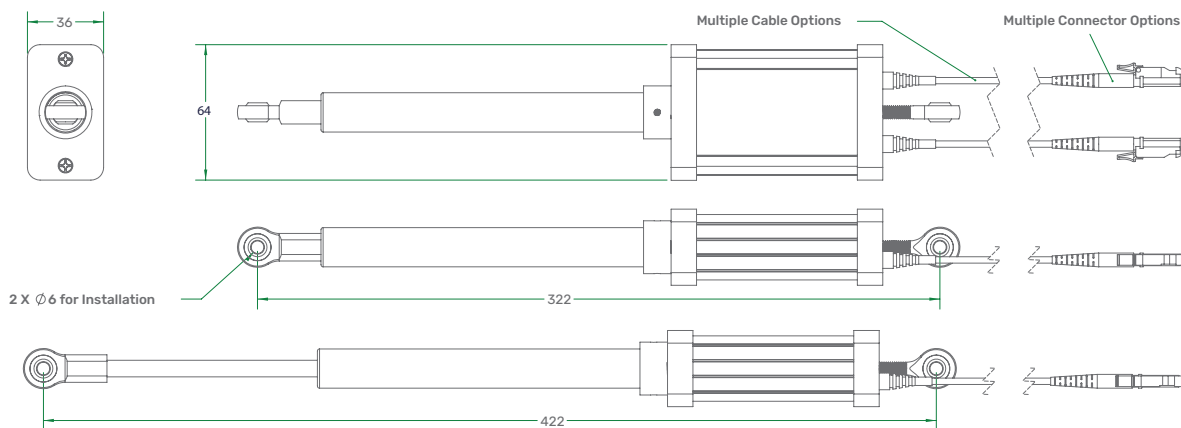 36
Multiple Cable Options
Multiple Connector Options
64
2 X ∅6 for Installation
322
422